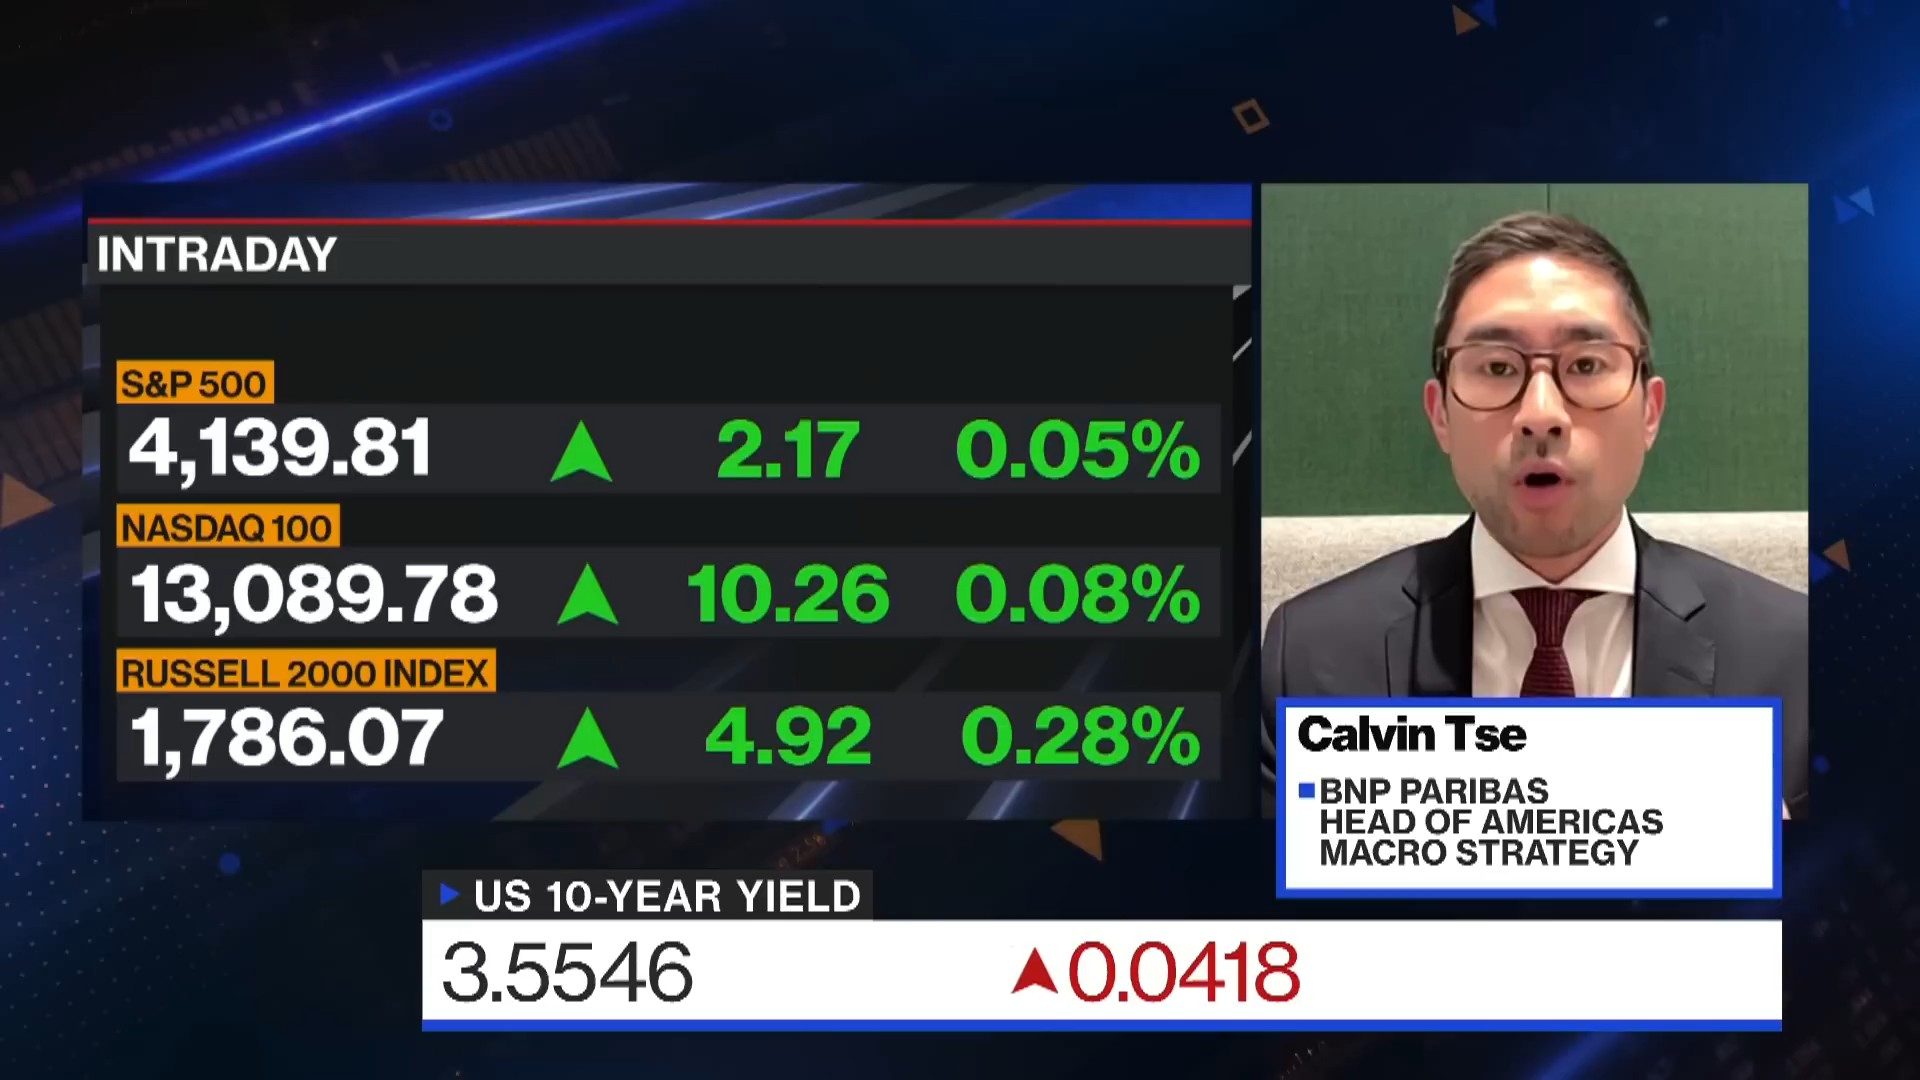 INTRADAY
S&P 500
4,139.81 ▲ 2.17 0.05%
NASDAQ 100
13,089.78 ▲ 10.26 0.08%
RUSSELL 2000 INDEX
1,786.07 ▲ 4.92 0.28%
Calvin Tse
BNP PARIBAS
HEAD OF AMERICAS
MACRO STRATEGY
US 10-YEAR YIELD
3.5546 ▲ 0.0418